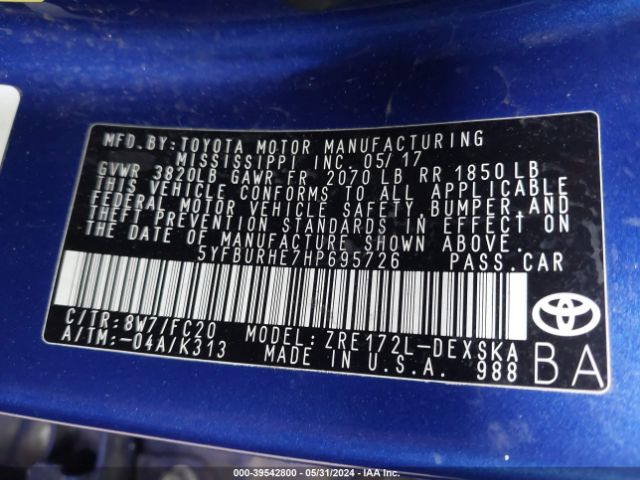 MFD.BY:TOYOTA MOTOR MANUFACTURING
MISSISSIPPI INC. 05/17
GVWR 3820LB GAWR FR 2070 LB RR 1850 LB
THIS VEHICLE CONFORMS TO ALL APPLICABLE
FEDERAL MOTOR VEHICLE SAFETY, BUMPER, AND
THEFT PREVENTION STANDARDS IN EFFECT ON
THE DATE OF MANUFACTURE SHOWN ABOVE.
5YFBURHE7HP695726 PASS.CAR
C/TR:8W7/FC20 MODEL:ZRE172L-DEXSKA
A/TM:-04A/K313 MADE IN U.S.A. 988
TOYOTA
BA
000-39542800 - 05/31/2024 - IAA Inc.